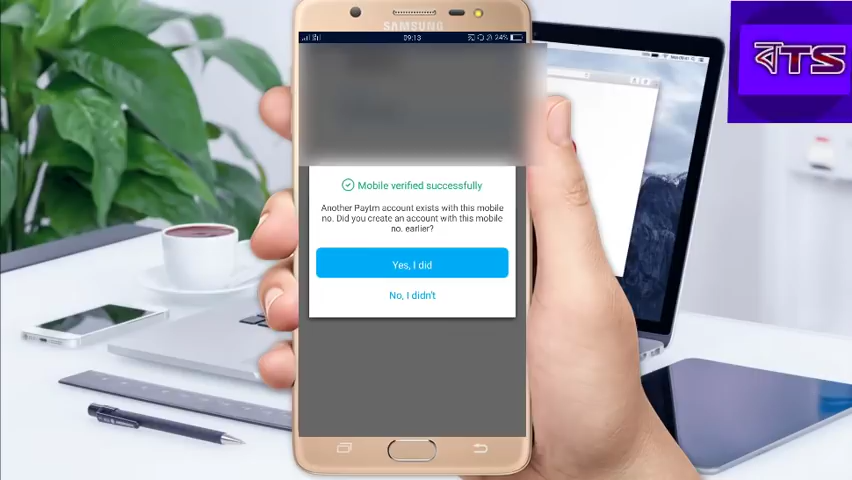 SAMSUNG
09:13
24%
বTS
Mobile verified successfully
Another Paytm account exists with this mobile
no. Did you create an account with this mobile
no. earlier?
Yes, I did
No, I didn't